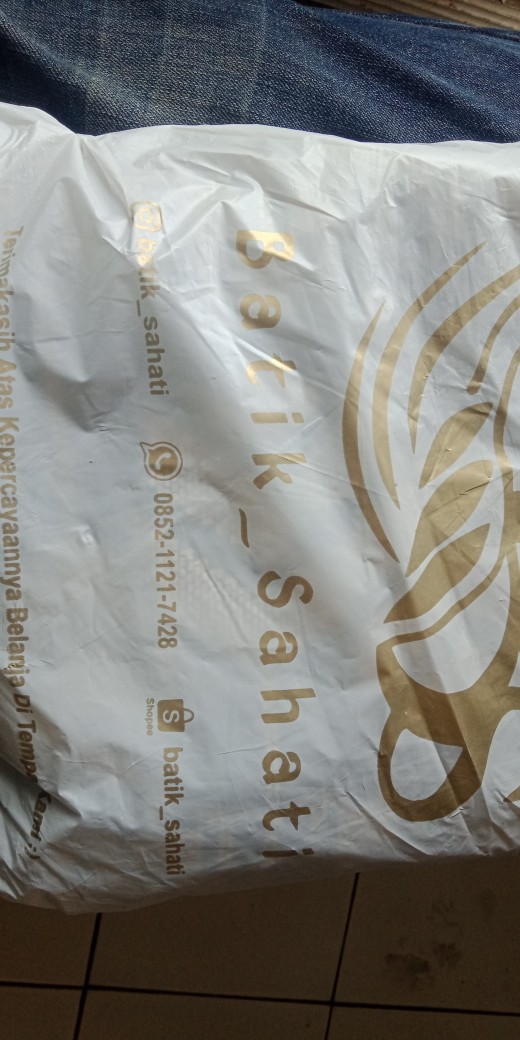 Batik_Sahati
batik_sahati 0852-1121-7428 Shopee batik_sahati
Terimakasih Atas Kepercayaannya Belanja Di Tempat Kami :)